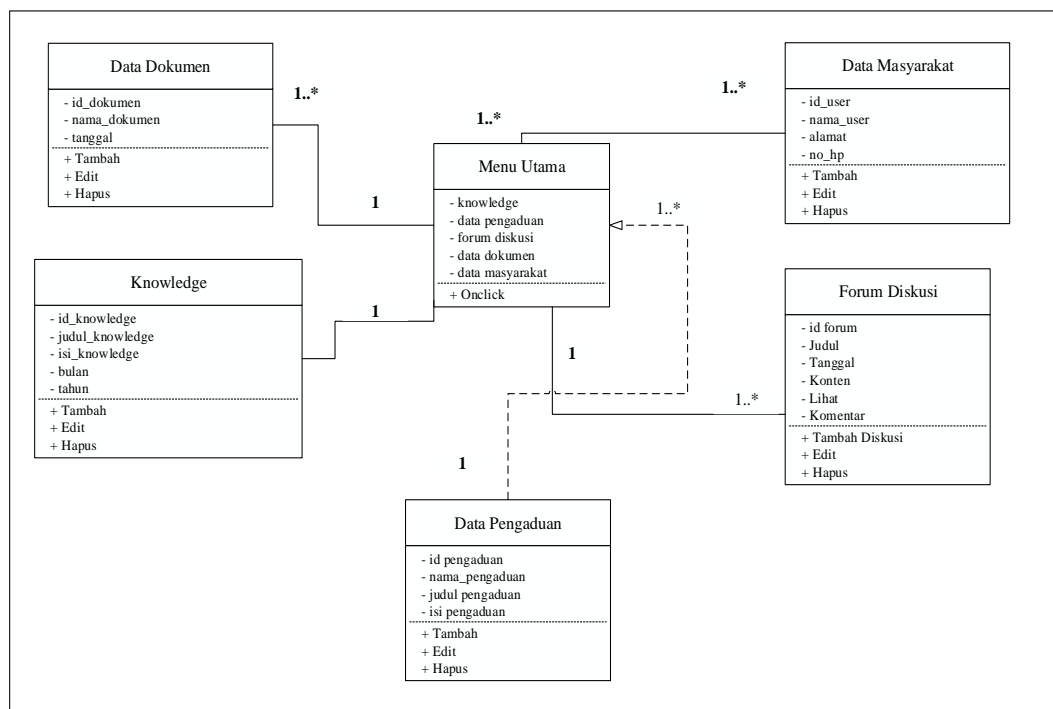 Data Dokumen
- id_dokumen
- nama_dokumen
- tanggal
+ Tambah
+ Edit
+ Hapus
1..*
1
Data Masyarakat
- id_user
- nama_user
- alamat
- no_hp
+ Tambah
+ Edit
+ Hapus
1..*
1..*
Menu Utama
- knowledge
- data pengaduan
- forum diskusi
- data dokumen
- data masyarakat
+ Onclick
1..*
Knowledge
- id_knowledge
- judul_knowledge
- isi_knowledge
- bulan
- tahun
+ Tambah
+ Edit
+ Hapus
1
1
Forum Diskusi
- id forum
- Judul
- Tanggal
- Konten
- Lihat
- Komentar
+ Tambah Diskusi
+ Edit
+ Hapus
1..*
1
Data Pengaduan
- id pengaduan
- nama_pengaduan
- judul pengaduan
- isi pengaduan
+ Tambah
+ Edit
+ Hapus